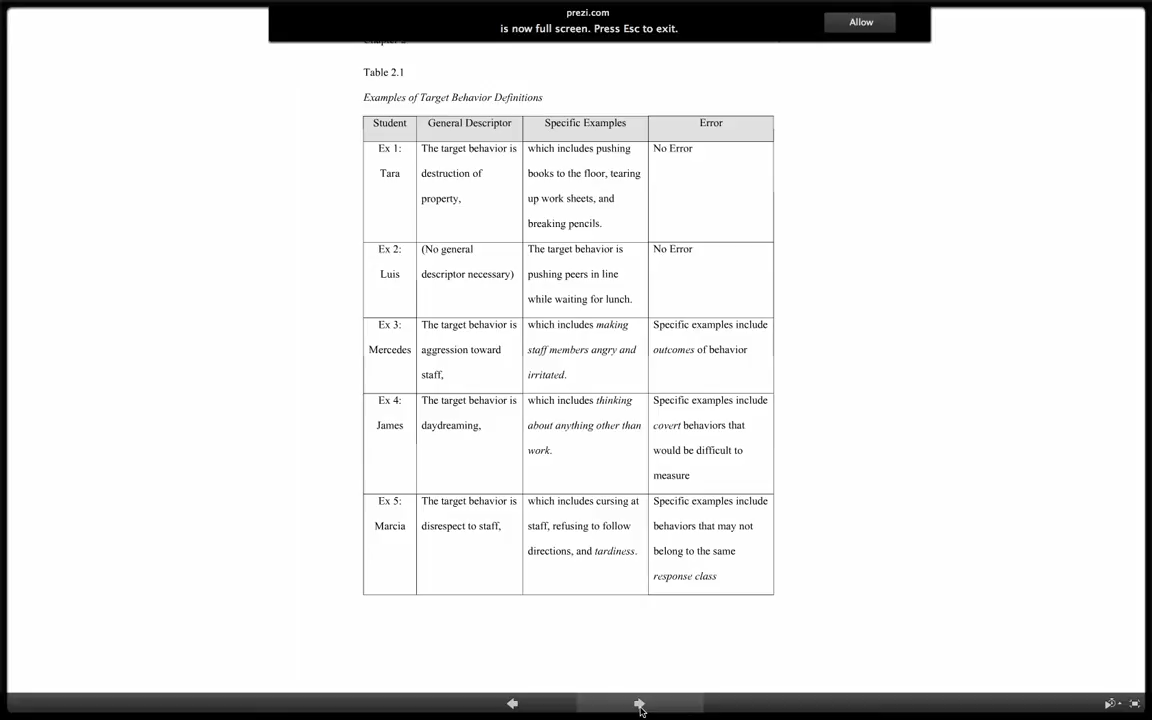 prezi.com
is now full screen. Press Esc to exit.
Allow
Table 2.1
Examples of Target Behavior Definitions
Student General Descriptor Specific Examples Error
Ex 1:
Tara
The target behavior is
destruction of
property,
which includes pushing
books to the floor, tearing
up work sheets, and
breaking pencils.
No Error
Ex 2:
Luis
(No general
descriptor necessary)
The target behavior is
pushing peers in line
while waiting for lunch.
No Error
Ex 3:
Mercedes
The target behavior is
aggression toward
staff,
which includes making
staff members angry and
irritated.
Specific examples include
outcomes of behavior
Ex 4:
James
The target behavior is
daydreaming,
which includes thinking
about anything other than
work.
Specific examples include
covert behaviors that
would be difficult to
measure
Ex 5:
Marcia
The target behavior is
disrespect to staff,
which includes cursing at
staff, refusing to follow
directions, and tardiness.
Specific examples include
behaviors that may not
belong to the same
response class